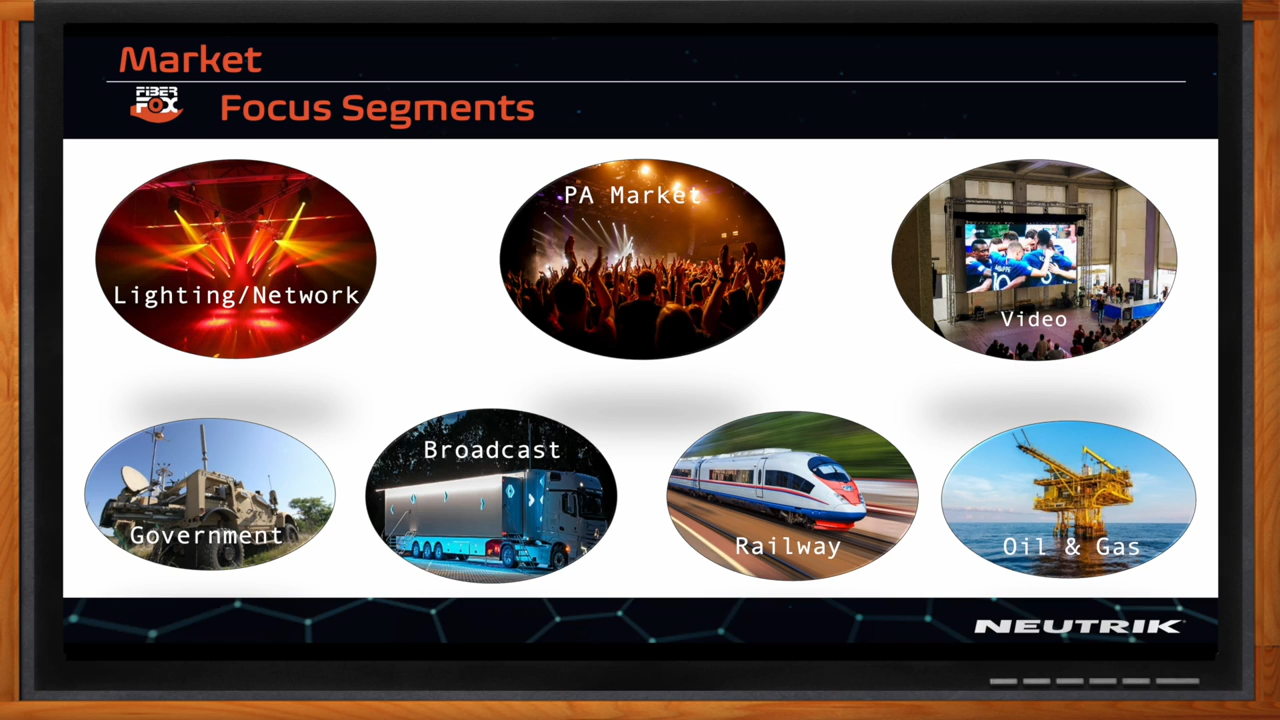 Market
FIBER
FOX
Focus Segments
PA Market
Lighting/Network
Video
Broadcast
Government
Railway
Oil & Gas
NEUTRIK